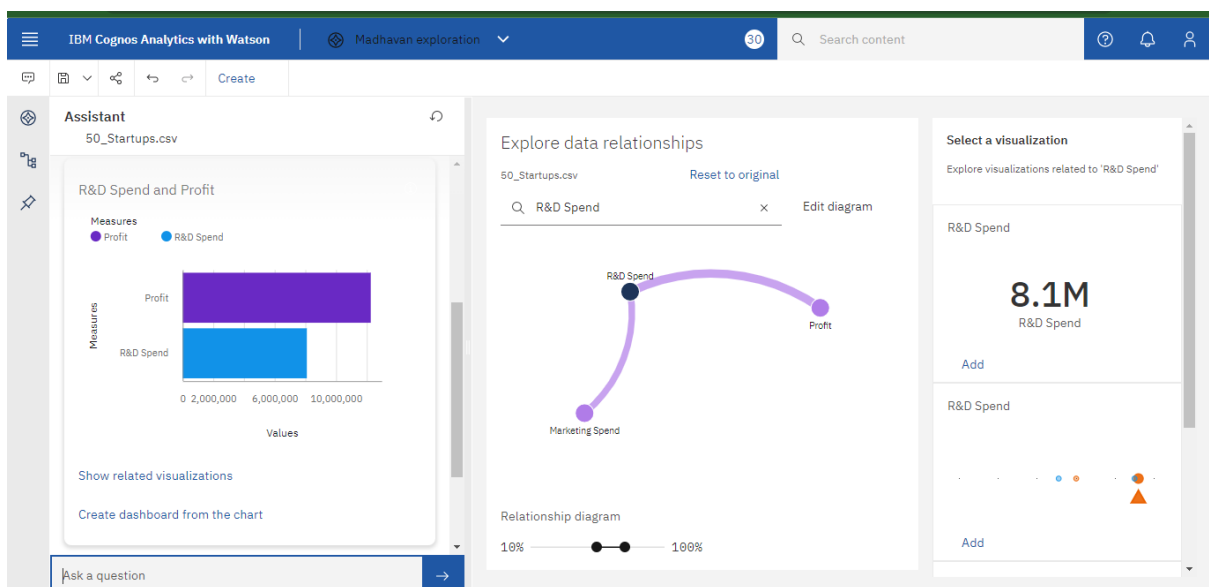 IBM Cognos Analytics with Watson
Madhavan exploration
30
Search content
Create
Assistant
50_Startups.csv
R&D Spend and Profit
Measures
Profit
R&D Spend
Measures
Profit
R&D Spend
0 2,000,000 6,000,000 10,000,000
Values
Show related visualizations
Create dashboard from the chart
Ask a question
Explore data relationships
50_Startups.csv
Reset to original
R&D Spend
Edit diagram
R&D Spend
Profit
Marketing Spend
Relationship diagram
10% 100%
Select a visualization
Explore visualizations related to 'R&D Spend'
R&D Spend
8.1M
R&D Spend
Add
R&D Spend
Add